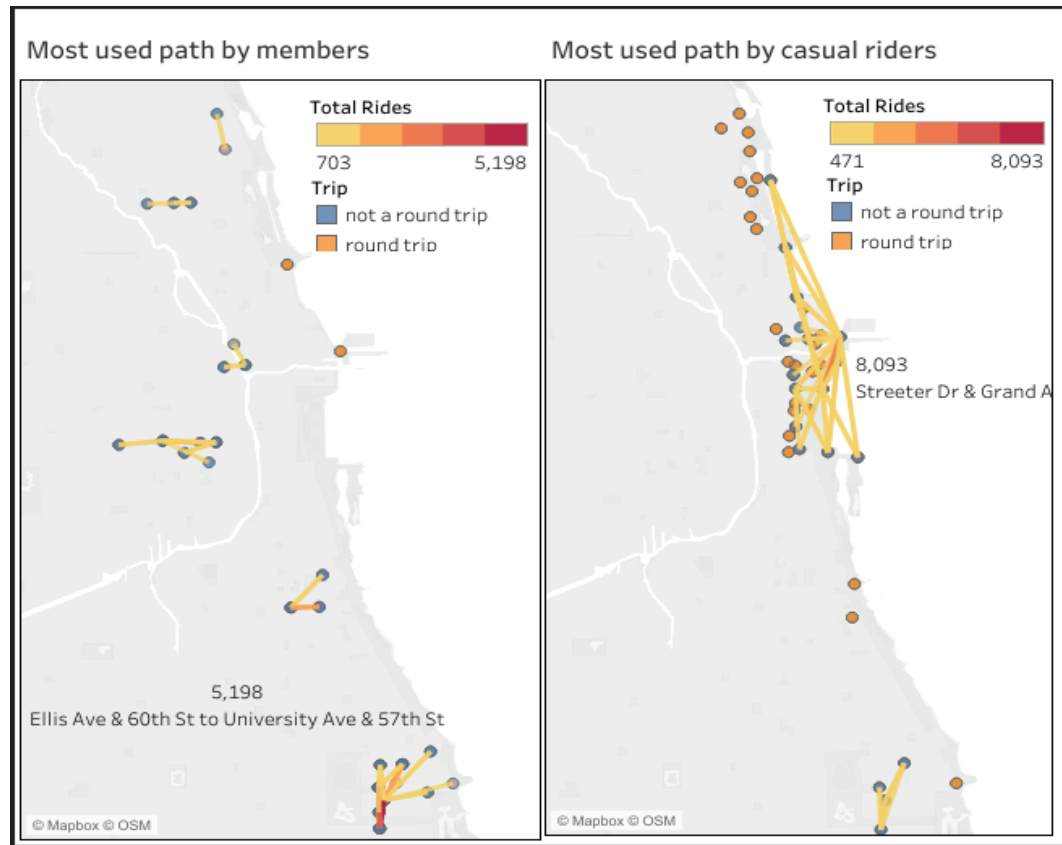 Most used path by members
Total Rides
703 5,198
Trip
not a round trip
round trip
5,198
Ellis Ave & 60th St to University Ave & 57th St
© Mapbox © OSM
Most used path by casual riders
Total Rides
471 8,093
Trip
not a round trip
round trip
8,093
Streeter Dr & Grand A
© Mapbox © OSM